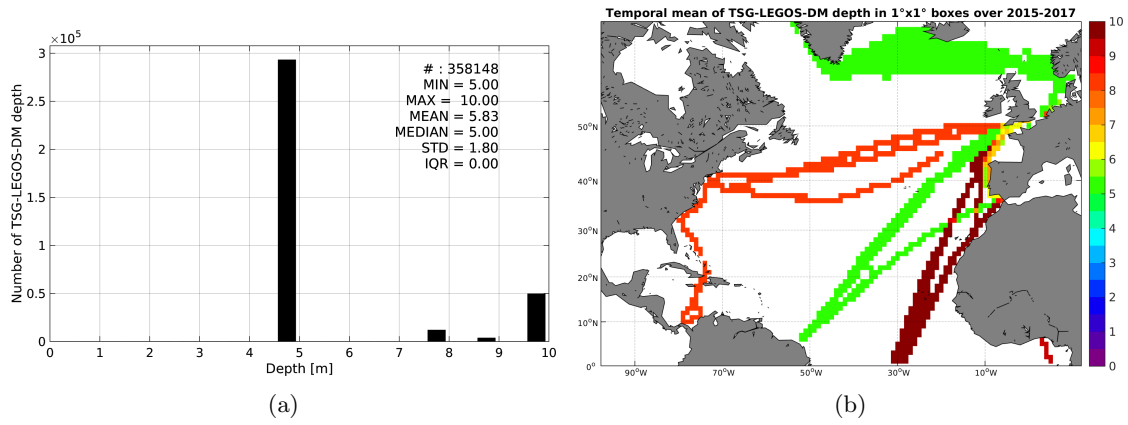 ×10⁵
3
2.5
2
1.5
1
0.5
0
Number of TSG-LEGOS-DM depth
# : 358148
MIN = 5.00
MAX = 10.00
MEAN = 5.83
MEDIAN = 5.00
STD = 1.80
IQR = 0.00
0 1 2 3 4 5 6 7 8 9 10
Depth [m]
(a)
Temporal mean of TSG-LEGOS-DM depth in 1°x1° boxes over 2015-2017
50°N
40°N
30°N
20°N
10°N
0°
90°W 70°W 50°W 30°W 10°W
10
9
8
7
6
5
4
3
2
1
0
(b)